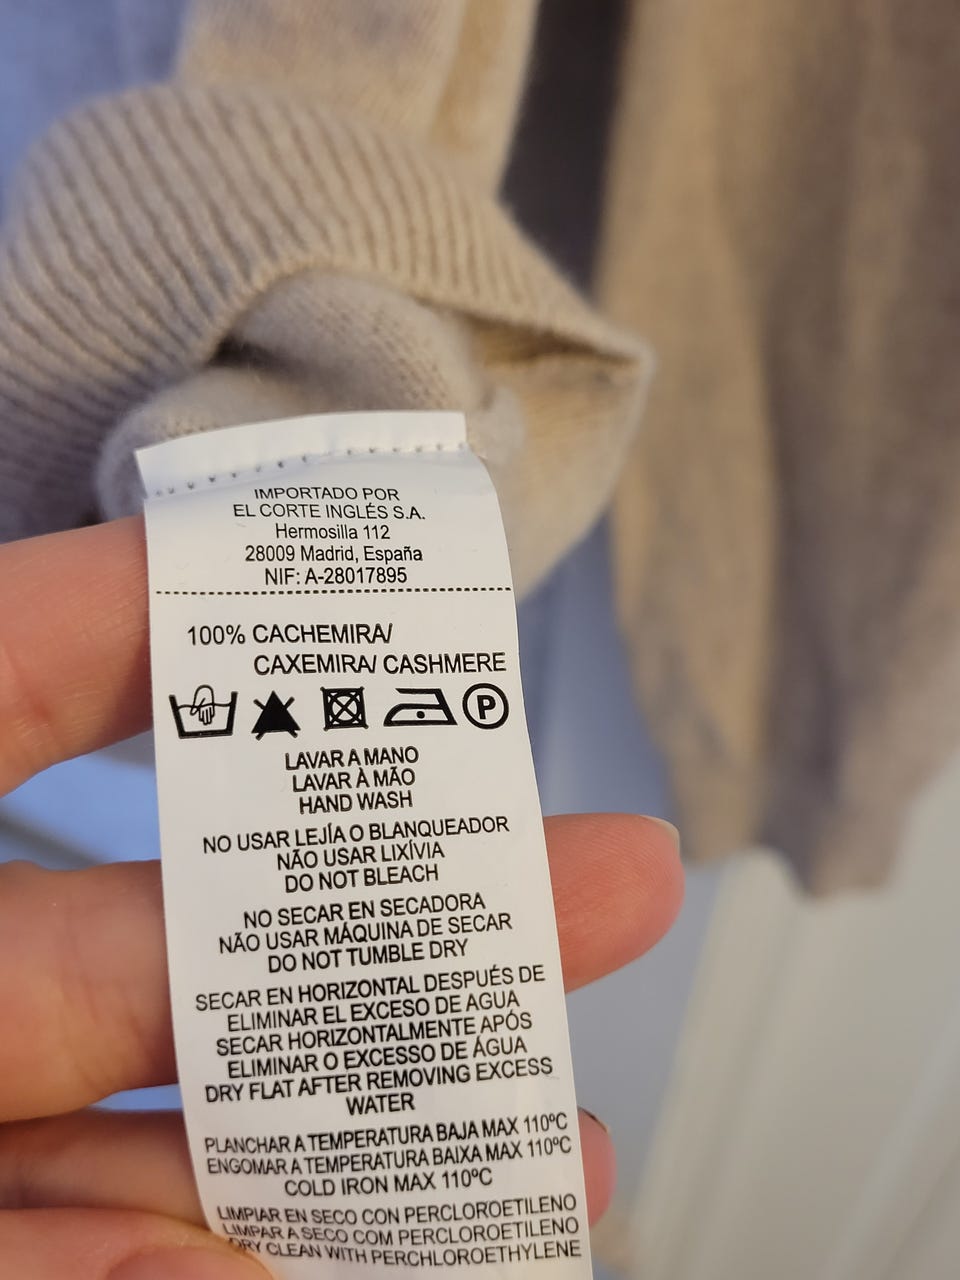 IMPORTADO POR
EL CORTE INGLÉS S.A.
Hermosilla 112
28009 Madrid, España
NIF: A-28017895
100% CACHEMIRA/
CAXEMIRA/ CASHMERE
P
LAVAR A MANO
LAVAR À MÃO
HAND WASH
NO USAR LEJÍA O BLANQUEADOR
NÃO USAR LIXÍVIA
DO NOT BLEACH
NO SECAR EN SECADORA
NÃO USAR MÁQUINA DE SECAR
DO NOT TUMBLE DRY
SECAR EN HORIZONTAL DESPUÉS DE
ELIMINAR EL EXCESO DE AGUA
SECAR HORIZONTALMENTE APÓS
ELIMINAR O EXCESSO DE ÁGUA
DRY FLAT AFTER REMOVING EXCESS
WATER
PLANCHAR A TEMPERATURA BAJA MAX 110ºC
ENGOMAR A TEMPERATURA BAIXA MAX 110ºC
COLD IRON MAX 110ºC
LIMPIAR EN SECO CON PERCLOROETILENO
LIMPAR A SECO COM PERCLOROETILENO
DRY CLEAN WITH PERCHLOROETHYLENE